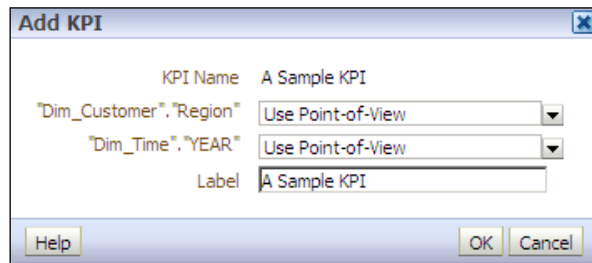 Add KPI
KPI Name A Sample KPI
"Dim_Customer"."Region" Use Point-of-View
"Dim_Time"."YEAR" Use Point-of-View
Label A Sample KPI
Help OK Cancel